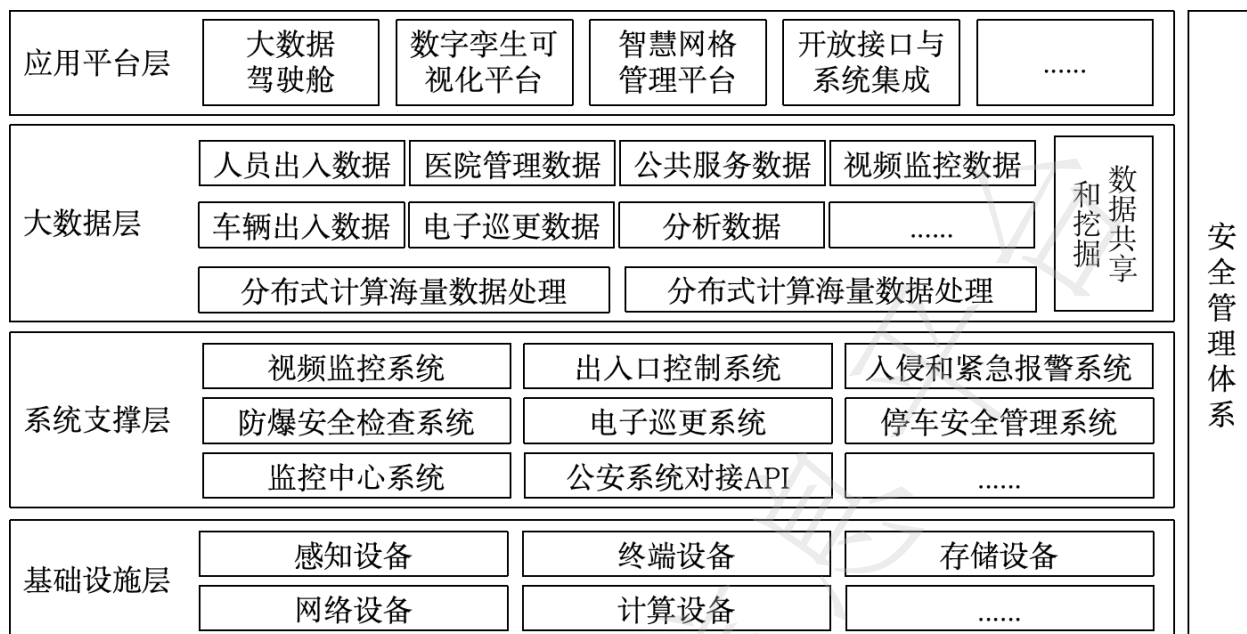 应用平台层
大数据
驾驶舱
数字孪生可
视化平台
智慧网格
管理平台
开放接口与
系统集成
......
大数据层
人员出入数据
医院管理数据
公共服务数据
视频监控数据
车辆出入数据
电子巡更数据
分析数据
......
分布式计算海量数据处理
分布式计算海量数据处理
数据共享
和挖掘
系统支撑层
视频监控系统
出入口控制系统
入侵和紧急报警系统
防爆安全检查系统
电子巡更系统
停车安全管理系统
监控中心系统
公安系统对接API
......
基础设施层
感知设备
终端设备
存储设备
网络设备
计算设备
......
安全管理体系